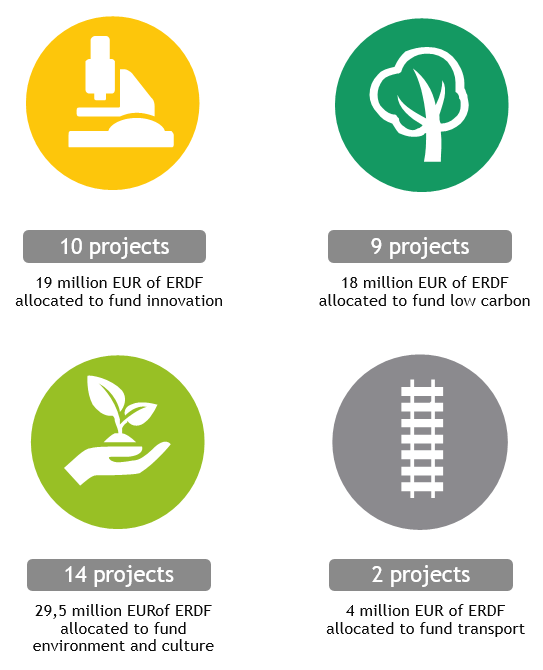 10 projects
19 million EUR of ERDF
allocated to fund innovation
9 projects
18 million EUR of ERDF
allocated to fund low carbon
14 projects
29,5 million EURof ERDF
allocated to fund
environment and culture
2 projects
4 million EUR of ERDF
allocated to fund transport